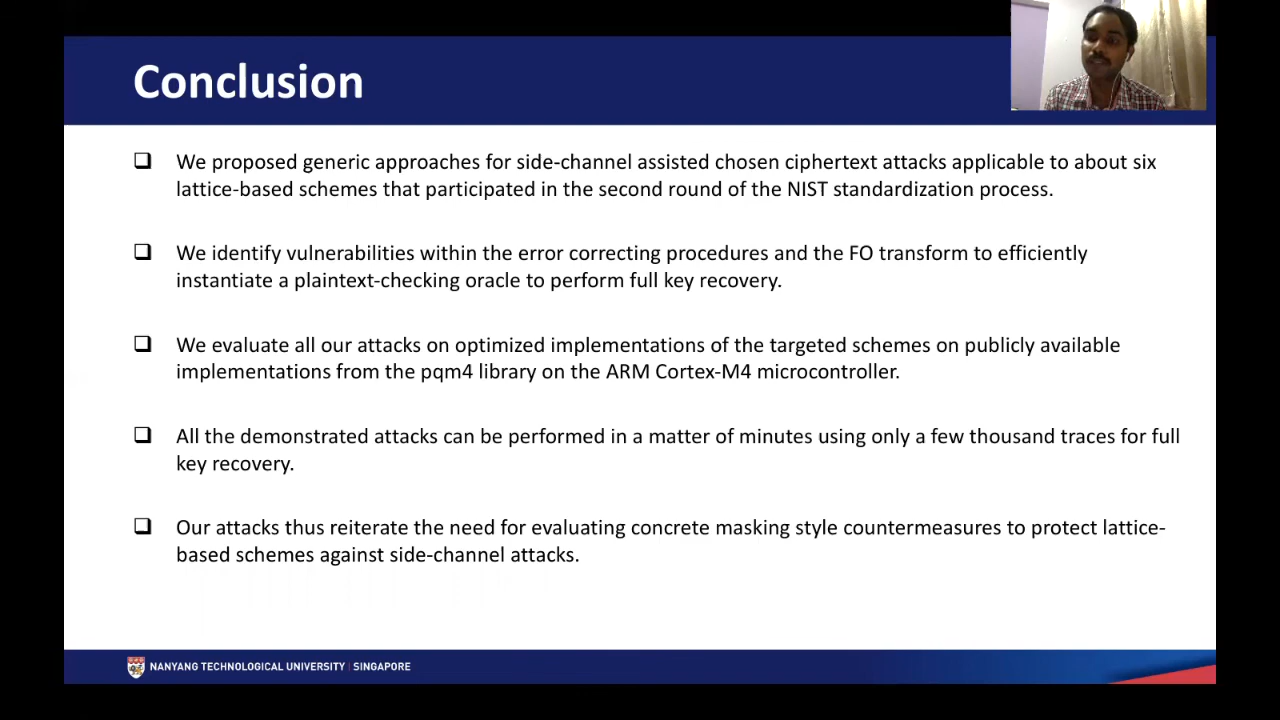 Conclusion
We proposed generic approaches for side-channel assisted chosen ciphertext attacks applicable to about six
lattice-based schemes that participated in the second round of the NIST standardization process.
We identify vulnerabilities within the error correcting procedures and the FO transform to efficiently
instantiate a plaintext-checking oracle to perform full key recovery.
We evaluate all our attacks on optimized implementations of the targeted schemes on publicly available
implementations from the pqm4 library on the ARM Cortex-M4 microcontroller.
All the demonstrated attacks can be performed in a matter of minutes using only a few thousand traces for full
key recovery.
Our attacks thus reiterate the need for evaluating concrete masking style countermeasures to protect lattice-
based schemes against side-channel attacks.
NANYANG TECHNOLOGICAL UNIVERSITY | SINGAPORE